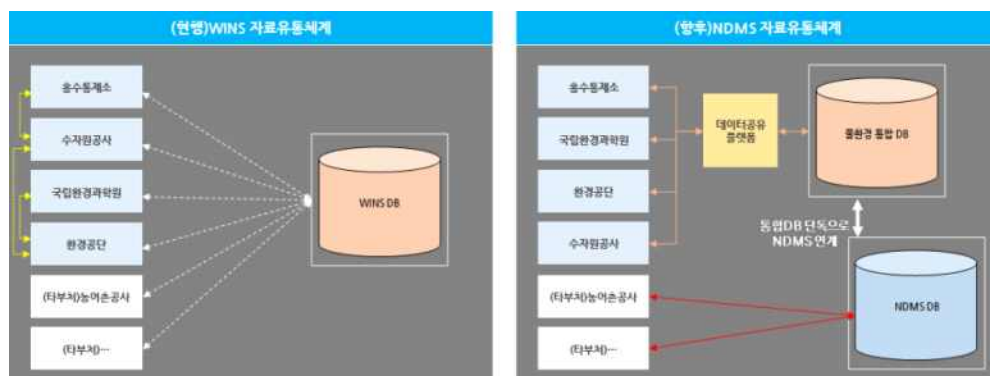 (현행)WINS 자료유통체계
홍수통제소
수자원공사
국립환경과학원
환경공단
(타부처)농어촌공사
(타부처)…
WINS DB
(향후)NDMS 자료유통체계
홍수통제소
국립환경과학원
환경공단
수자원공사
(타부처)농어촌공사
(타부처)…
데이터공유
플랫폼
물환경 통합 DB
통합DB 단독으로
NDMS 연계
NDMS DB